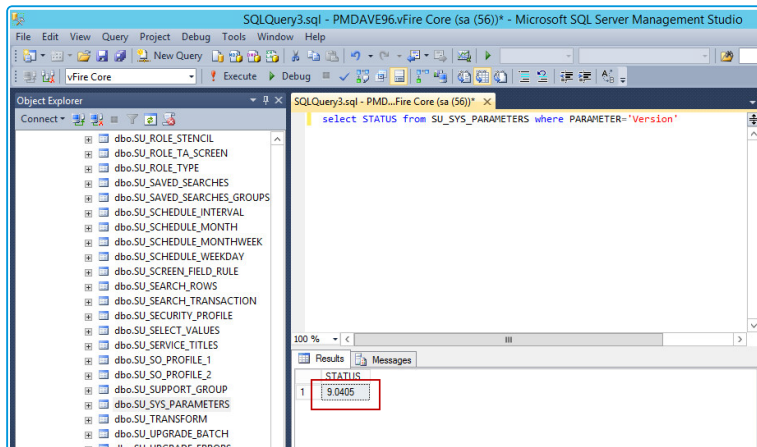 SQLQuery3.sql - PMDAVE96.vFire Core (sa (56))* - Microsoft SQL Server Management Studio
File Edit View Query Project Debug Tools Window Help
New Query
vFire Core Execute Debug
Object Explorer
Connect
dbo.SU_ROLE_STENCIL
dbo.SU_ROLE_TA_SCREEN
dbo.SU_ROLE_TYPE
dbo.SU_SAVED_SEARCHES
dbo.SU_SAVED_SEARCHES_GROUPS
dbo.SU_SCHEDULE_INTERVAL
dbo.SU_SCHEDULE_MONTH
dbo.SU_SCHEDULE_MONTHWEEK
dbo.SU_SCHEDULE_WEEKDAY
dbo.SU_SCREEN_FIELD_RULE
dbo.SU_SEARCH_ROWS
dbo.SU_SEARCH_TRANSACTION
dbo.SU_SECURITY_PROFILE
dbo.SU_SELECT_VALUES
dbo.SU_SERVICE_TITLES
dbo.SU_SO_PROFILE_1
dbo.SU_SO_PROFILE_2
dbo.SU_SUPPORT_GROUP
dbo.SU_SYS_PARAMETERS
dbo.SU_TRANSFORM
dbo.SU_UPGRADE_BATCH
dbo.SU_UPGRADE_ERRORS
SQLQuery3.sql - PMD...Fire Core (sa (56))*
select STATUS from SU_SYS_PARAMETERS where PARAMETER='Version'
100 %
Results Messages
STATUS
1 9.0405